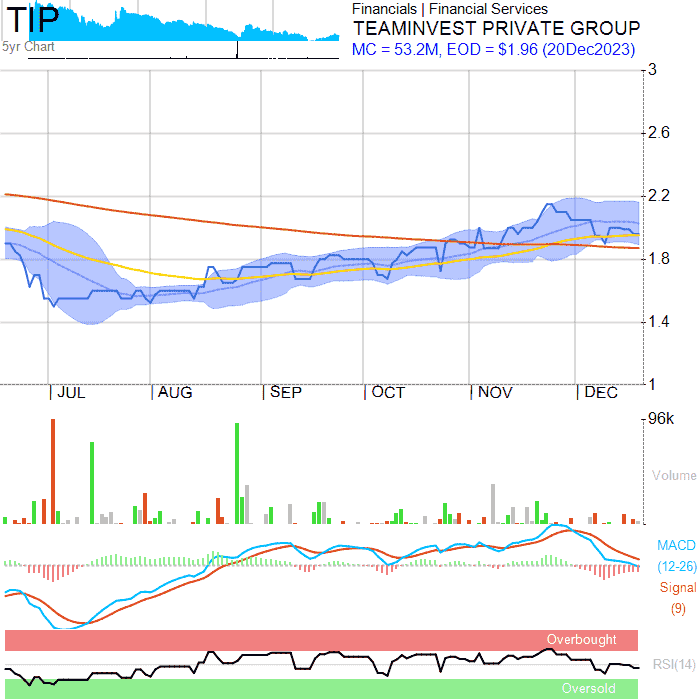 TIP
5yr Chart
Financials | Financial Services
TEAMINVEST PRIVATE GROUP
MC = 53.2M, EOD = $1.96 (20Dec2023)
3
2.6
2.2
1.8
1.4
1
JUL AUG SEP OCT NOV DEC
96k
Volume
MACD
(12-26)
Signal
(9)
Overbought
RSI(14)
Oversold